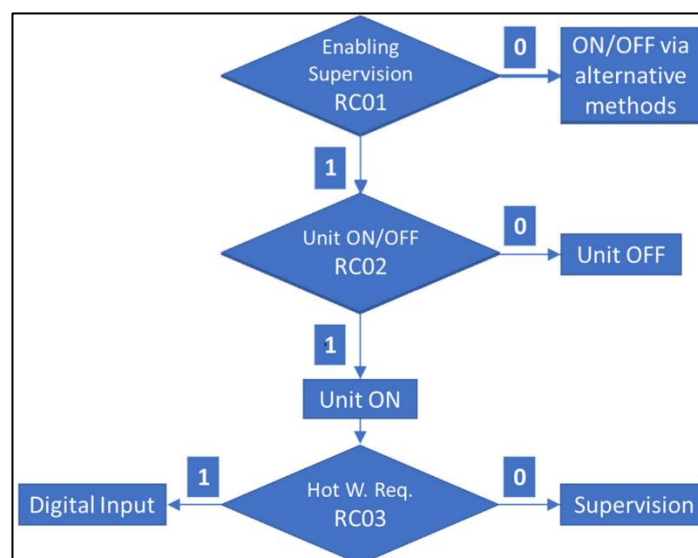 Enabling
Supervision
RC01
0
ON/OFF via
alternative
methods
1
Unit ON/OFF
RC02
0
Unit OFF
1
Unit ON
Hot W. Req.
RC03
1
Digital Input
0
Supervision